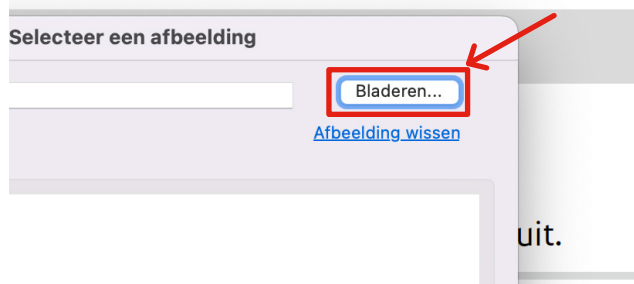 Selecteer een afbeelding
Bladeren...
Afbeelding wissen
uit.